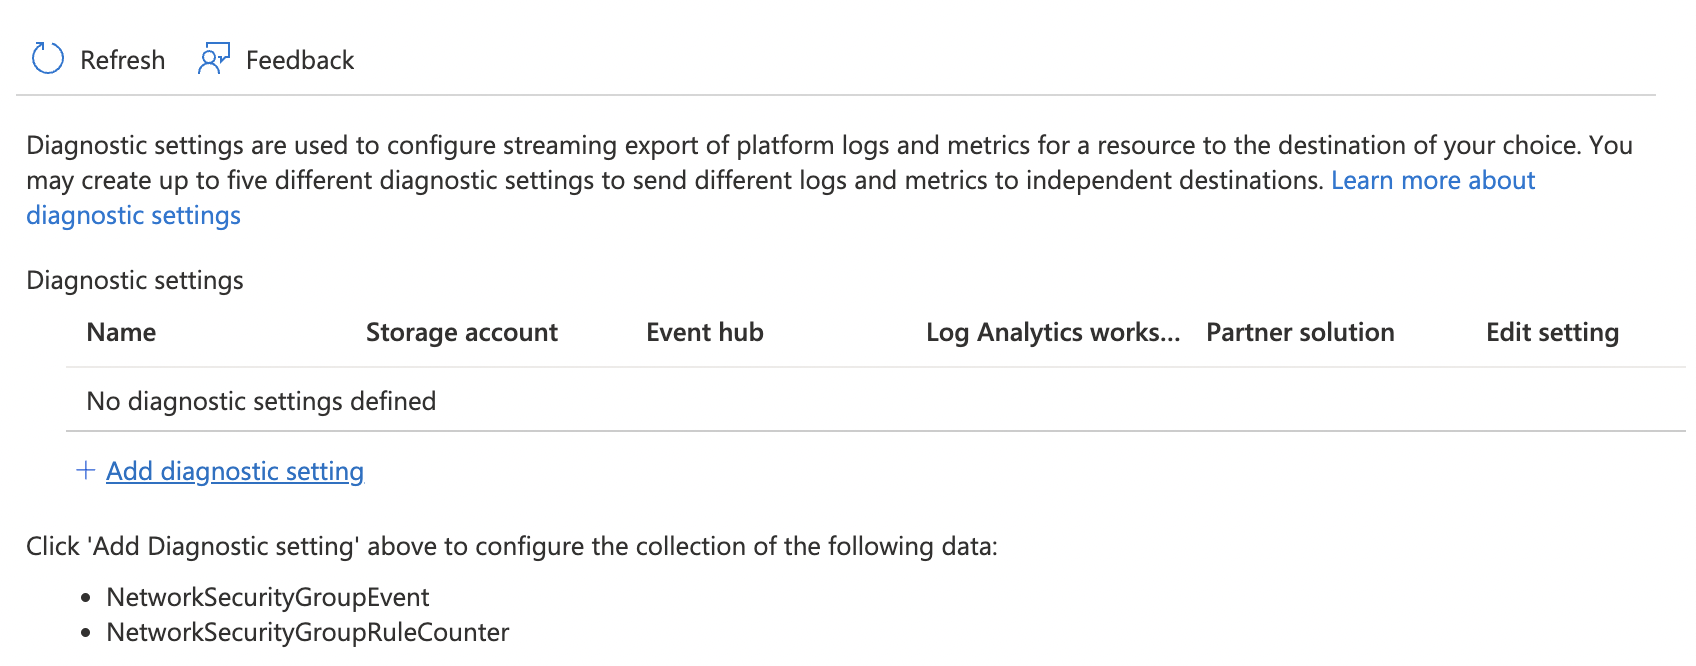 Refresh Feedback
Diagnostic settings are used to configure streaming export of platform logs and metrics for a resource to the destination of your choice. You
may create up to five different diagnostic settings to send different logs and metrics to independent destinations. Learn more about
diagnostic settings
Diagnostic settings
Name Storage account Event hub Log Analytics works... Partner solution Edit setting
No diagnostic settings defined
+ Add diagnostic setting
Click 'Add Diagnostic setting' above to configure the collection of the following data:
• NetworkSecurityGroupEvent
• NetworkSecurityGroupRuleCounter